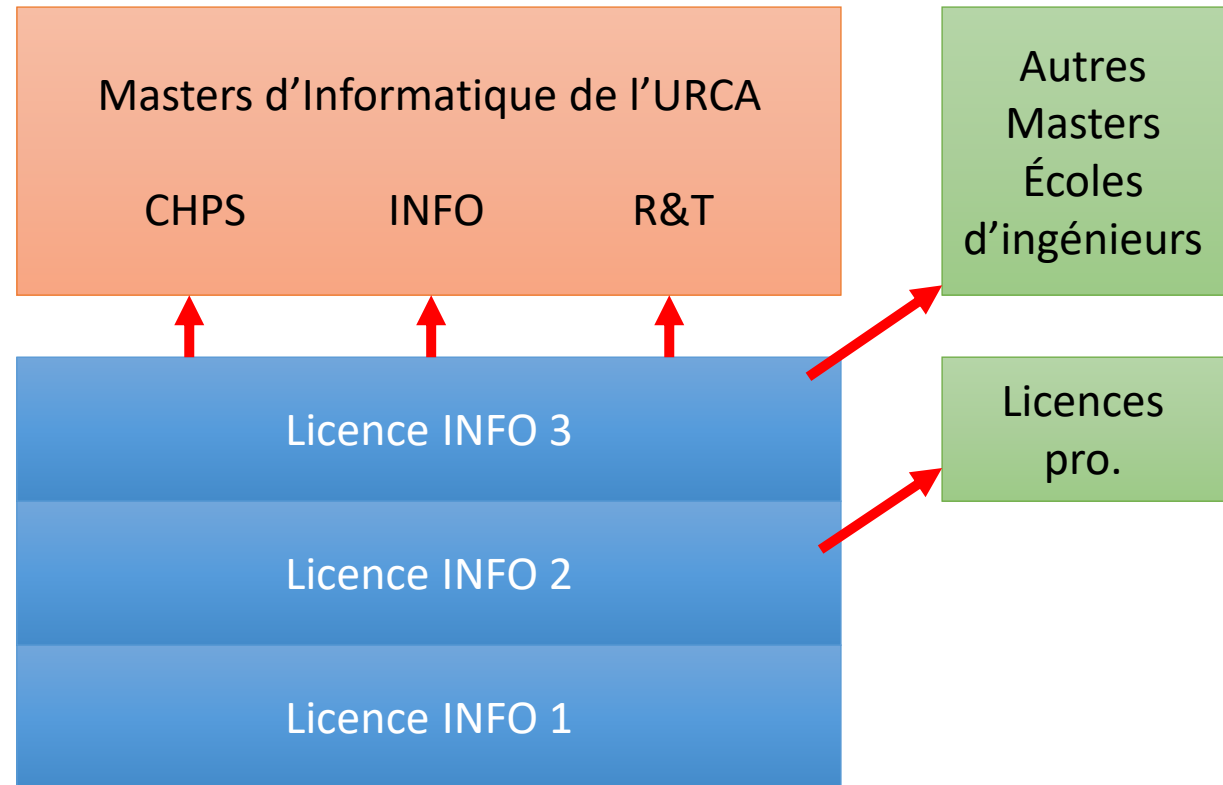 Masters d’Informatique de l’URCA
CHPS INFO R&T
Autres
Masters
Écoles
d’ingénieurs
Licence INFO 3
Licences
pro.
Licence INFO 2
Licence INFO 1